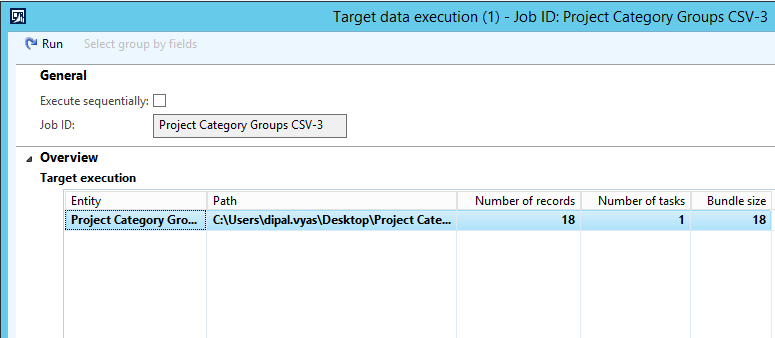 Target data execution (1) - Job ID: Project Category Groups CSV-3
Run Select group by fields
General
Execute sequentially:
Job ID: Project Category Groups CSV-3
Overview
Target execution
Entity Path Number of records Number of tasks Bundle size
Project Category Gro... C:\Users\dipal.vyas\Desktop\Project Cate... 18 1 18